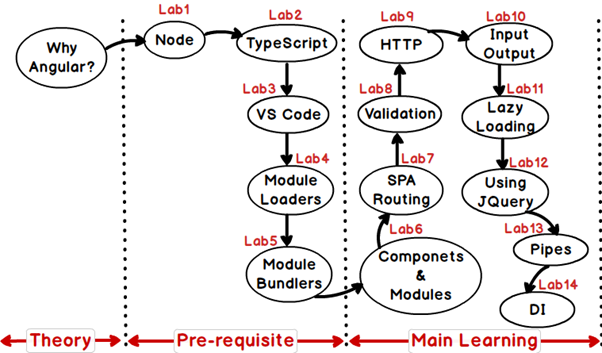 Why
Angular?
Lab1
Node
Lab2
TypeScript
Lab3
VS Code
Lab4
Module
Loaders
Lab5
Module
Bundlers
Lab6
Componets
&
Modules
Lab7
SPA
Routing
Lab8
Validation
Lab9
HTTP
Lab10
Input
Output
Lab11
Lazy
Loading
Lab12
Using
JQuery
Lab13
Pipes
Lab14
DI
Theory
Pre-requisite
Main Learning